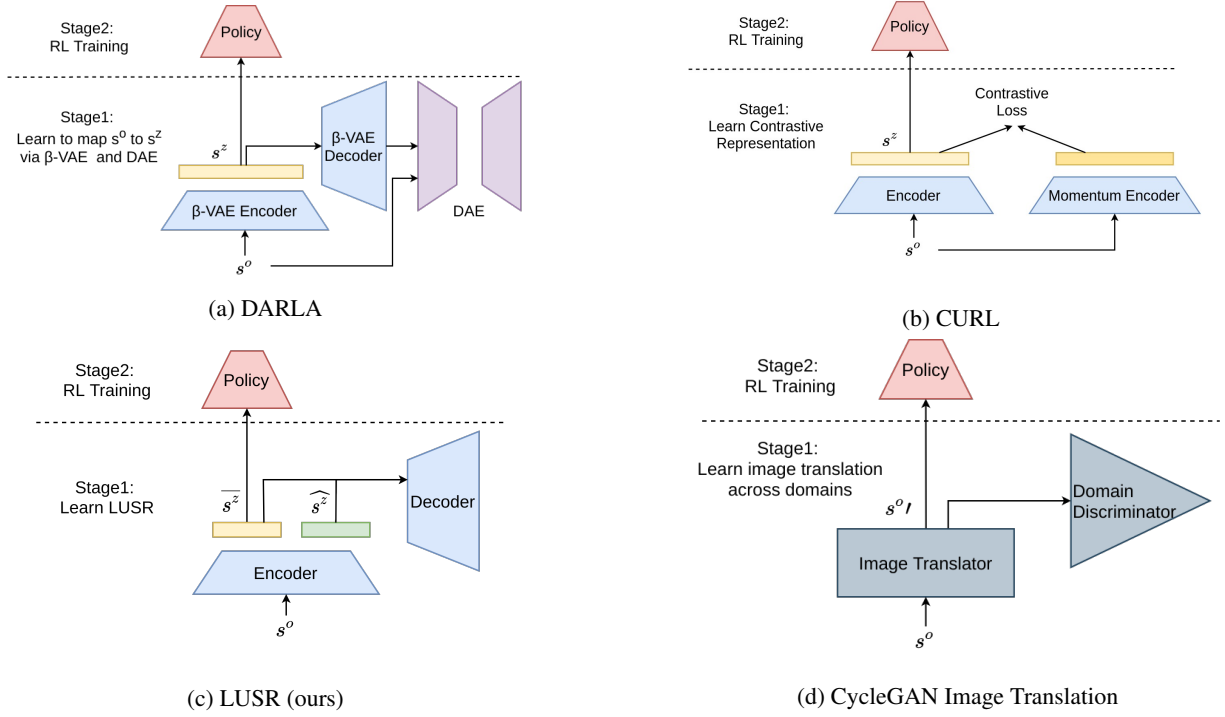 Stage2:
RL Training
Policy
Stage1:
Learn to map s^o to s^z
via β-VAE and DAE
s^z
β-VAE
Decoder
β-VAE Encoder
DAE
s^o
(a) DARLA
Stage2:
RL Training
Policy
Stage1:
Learn Contrastive
Representation
Contrastive
Loss
s^z
Encoder
Momentum Encoder
s^o
(b) CURL
Stage2:
RL Training
Policy
Stage1:
Learn LUSR
\overline{s^z}
\widehat{s^z}
Decoder
Encoder
s^o
(c) LUSR (ours)
Stage2:
RL Training
Policy
Stage1:
Learn image translation
across domains
s^o′
Domain
Discriminator
Image Translator
s^o
(d) CycleGAN Image Translation